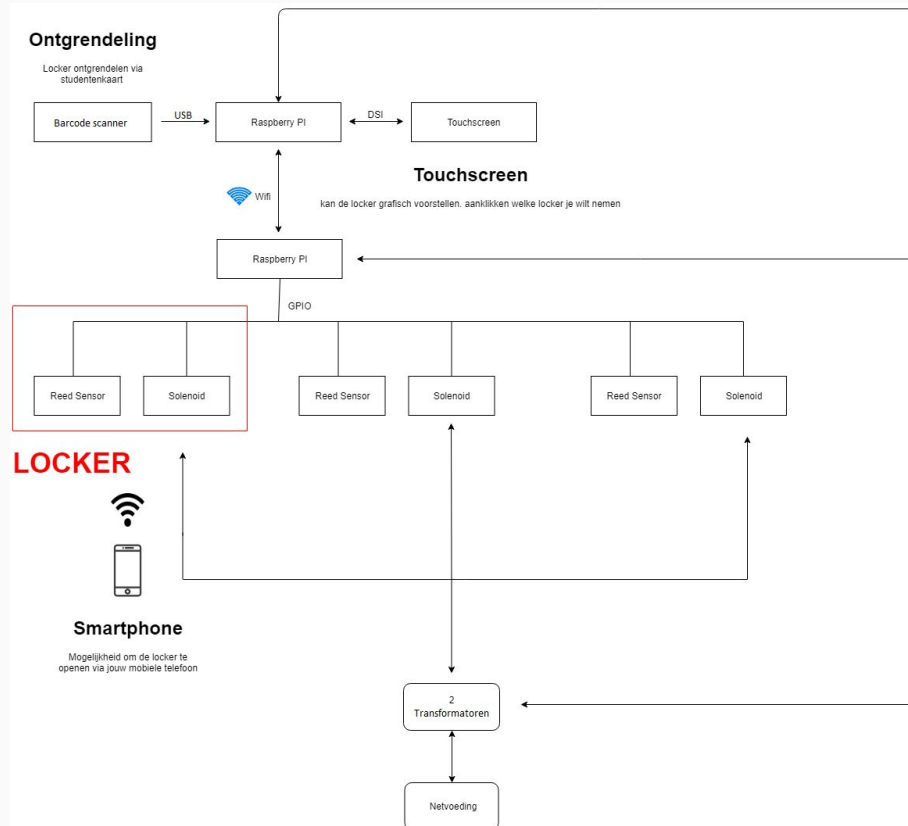 Ontgrendeling
Locker ontgrendelen via
studentenkaart
Barcode scanner
USB
Raspberry PI
DSI
Touchscreen
Wifi
Touchscreen
kan de locker grafisch voorstellen. aanklikken welke locker je wilt nemen
Raspberry PI
GPIO
Reed Sensor
Solenoid
Reed Sensor
Solenoid
Reed Sensor
Solenoid
LOCKER
Smartphone
Mogelijkheid om de locker te
openen via jouw mobiele telefoon
2
Transformatoren
Netvoeding